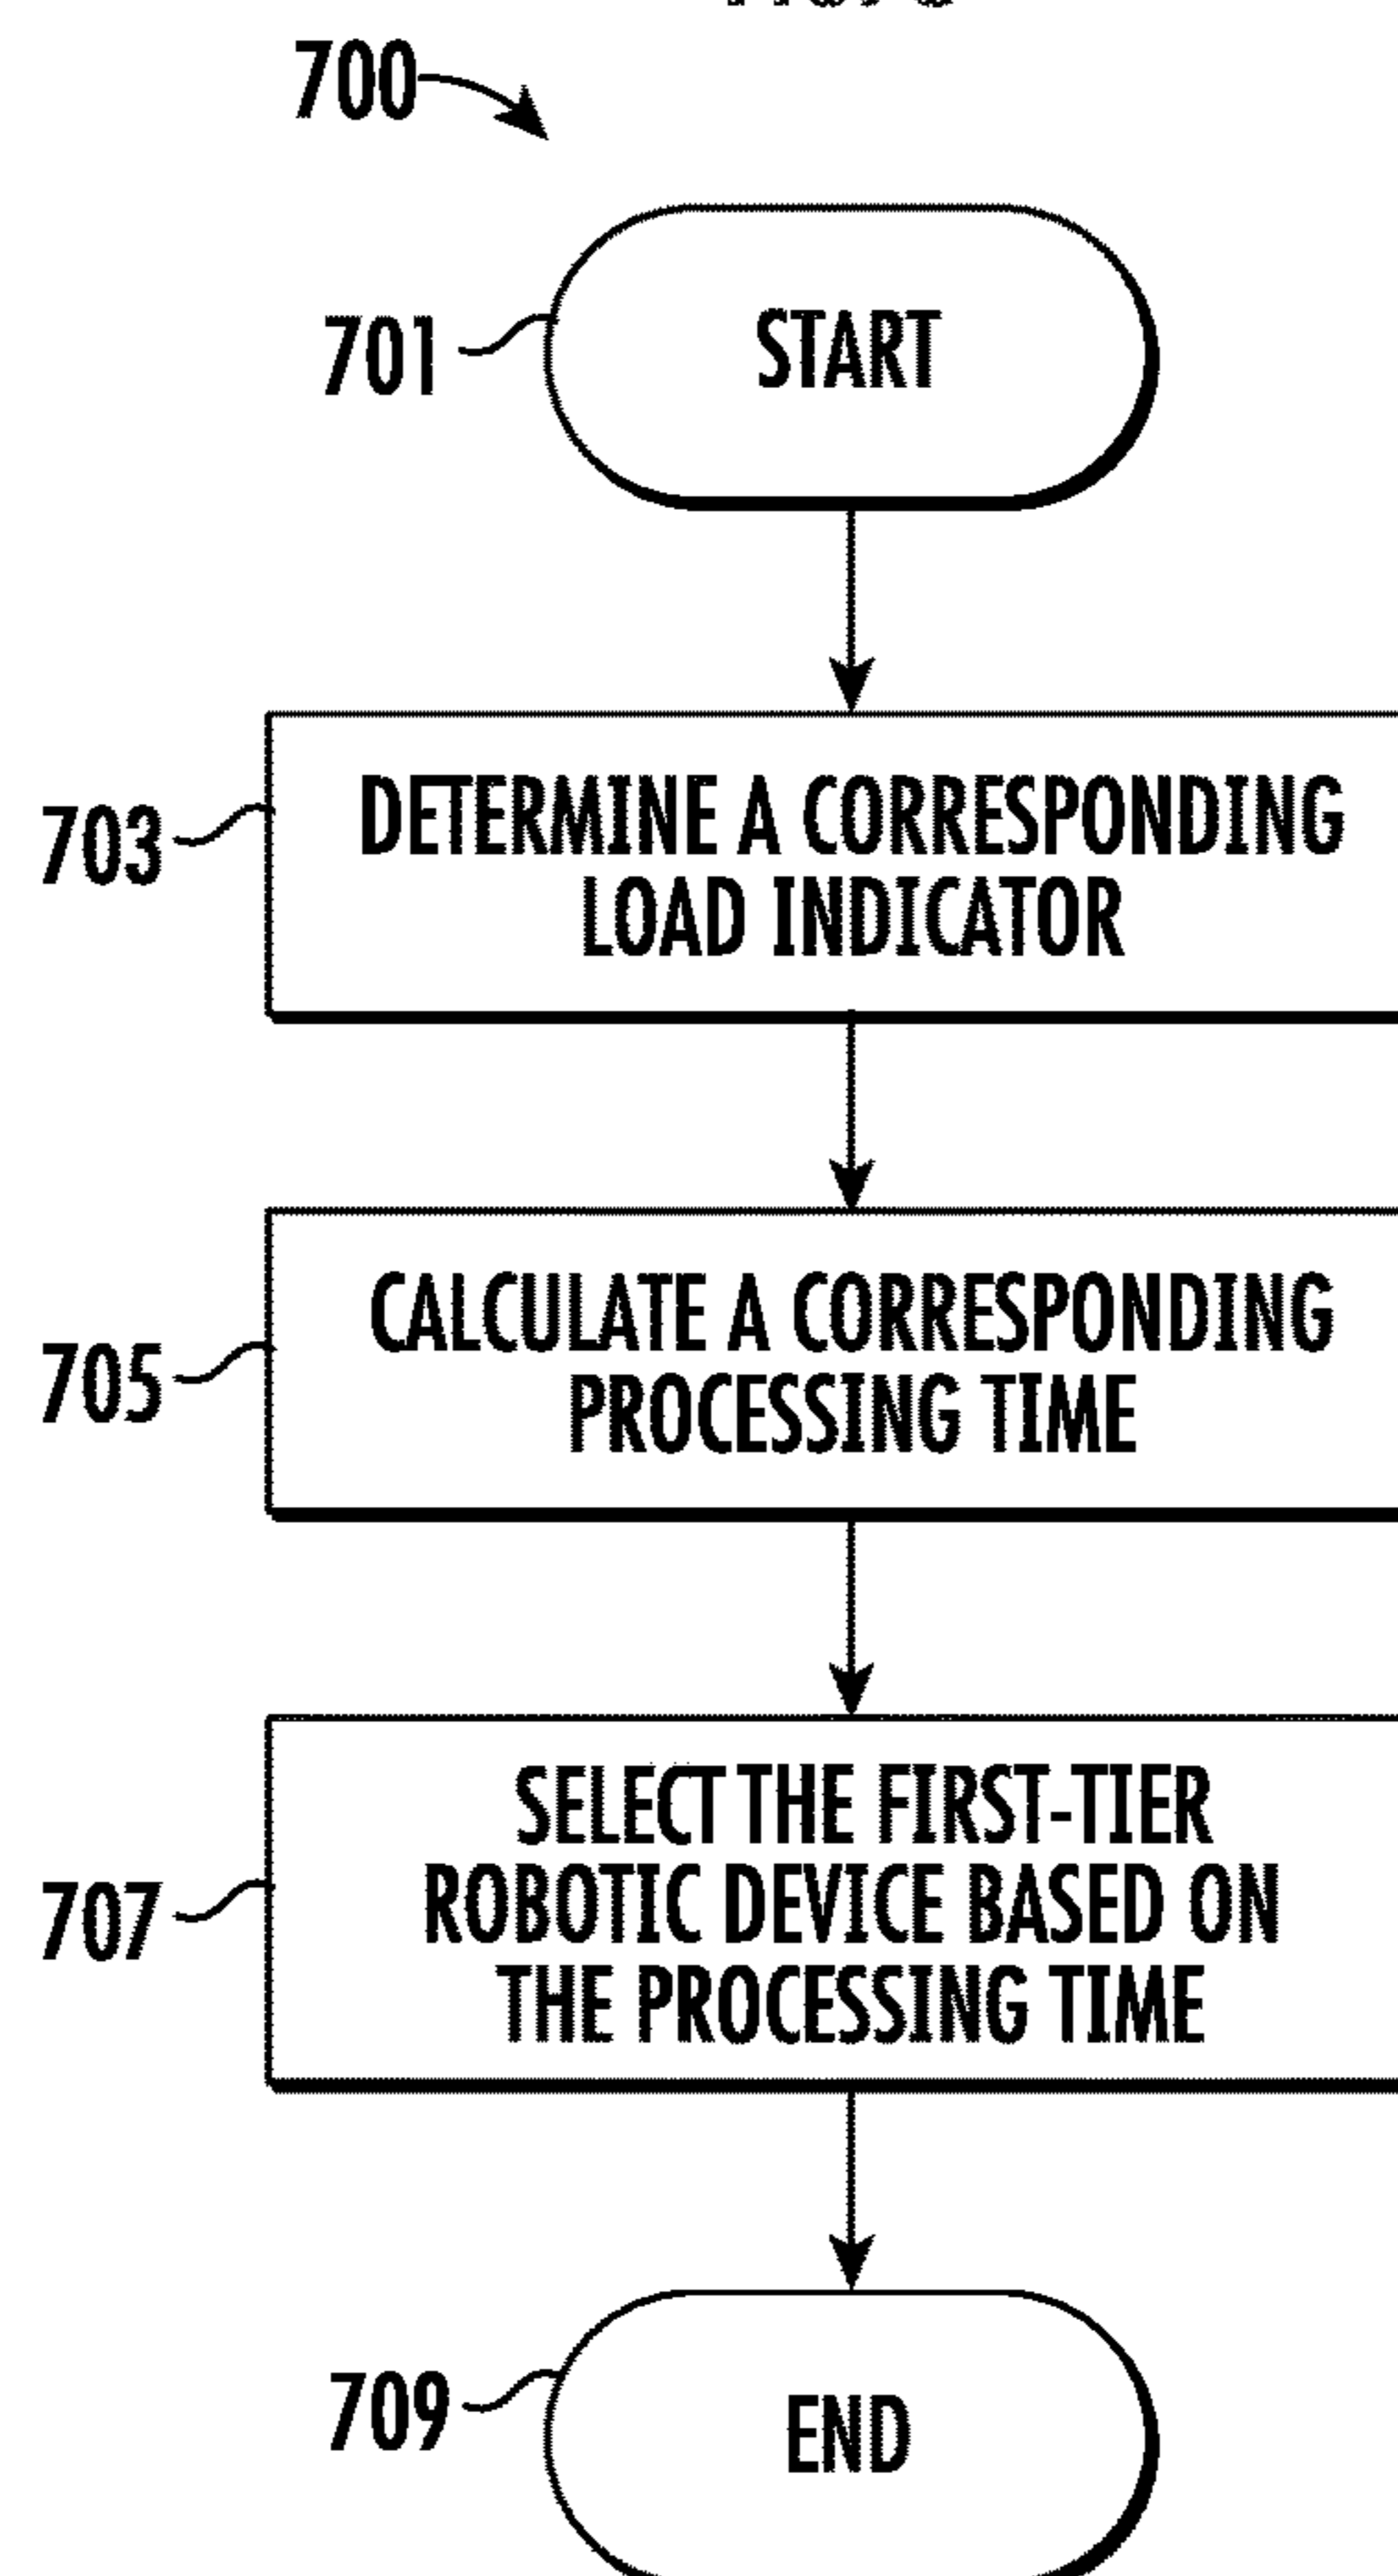 700
701
START
703
DETERMINE A CORRESPONDING
LOAD INDICATOR
705
CALCULATE A CORRESPONDING
PROCESSING TIME
707
SELECT THE FIRST-TIER
ROBOTIC DEVICE BASED ON
THE PROCESSING TIME
709
END